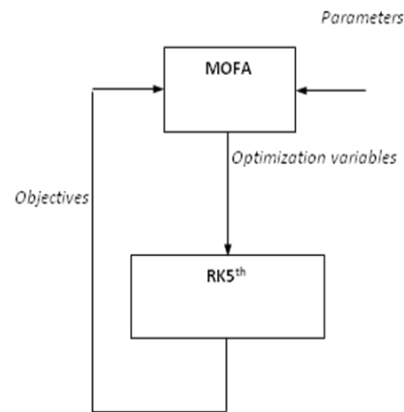 Parameters
MOFA
Optimization variables
Objectives
RK5th